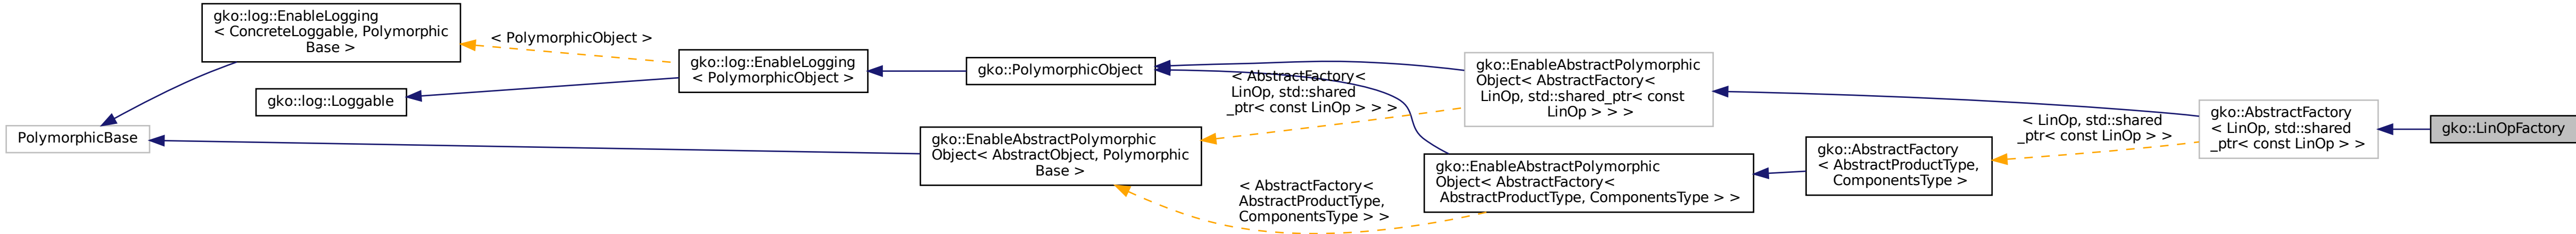 gko::log::EnableLogging
< ConcreteLoggable, Polymorphic
Base >
< PolymorphicObject >
gko::log::Loggable
PolymorphicBase
gko::log::EnableLogging
< PolymorphicObject >
gko::PolymorphicObject
gko::EnableAbstractPolymorphic
Object< AbstractObject, Polymorphic
Base >
< AbstractFactory<
LinOp, std::shared
_ptr< const LinOp > > >
< AbstractFactory<
AbstractProductType,
ComponentsType > >
gko::EnableAbstractPolymorphic
Object< AbstractFactory<
LinOp, std::shared_ptr< const
LinOp > > >
gko::EnableAbstractPolymorphic
Object< AbstractFactory<
AbstractProductType, ComponentsType > >
gko::AbstractFactory
< AbstractProductType,
ComponentsType >
< LinOp, std::shared
_ptr< const LinOp > >
gko::AbstractFactory
< LinOp, std::shared
_ptr< const LinOp > >
gko::LinOpFactory